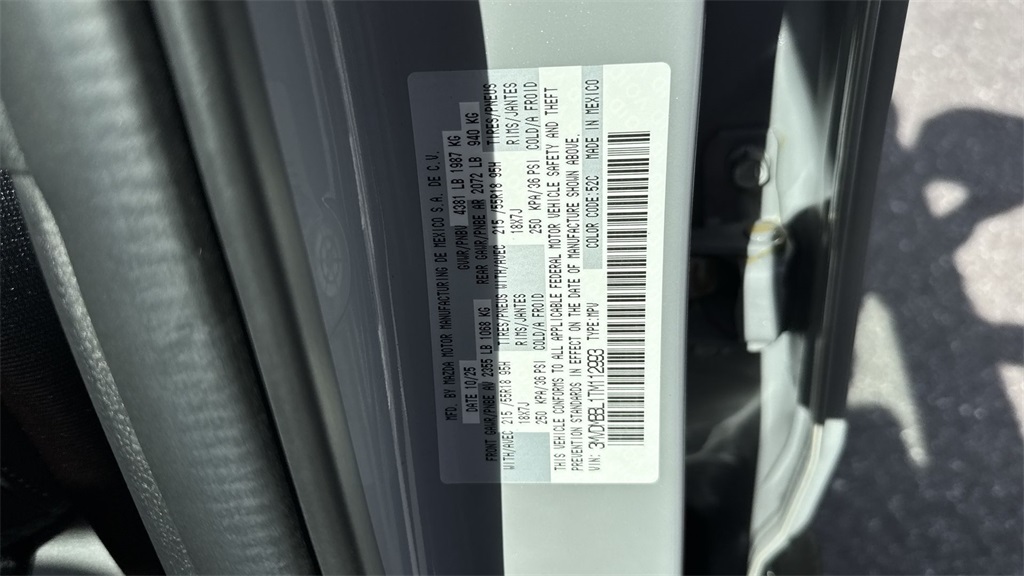 MFD. BY MAZDA MOTOR MANUFACTURING DE MEXICO S.A. DE C.V.
DATE 10/25 GVWR/PNBV 4381 LB 1987 KG
FRONT GAWR/PNBE AV 2355 LB 1068 KG REAR GAWR/PNBE AR 2072 LB 940 KG
WITH/AVEC 215 /55R18 95H TIRES/PNEUS WITH/AVEC 215 /55R18 95H TIRES/PNEUS
18X7J RIMS/JANTES 18X7J RIMS/JANTES
250 KPA/36 PSI COLD/A FROID 250 KPA/36 PSI COLD/A FROID
THIS VEHICLE CONFORMS TO ALL APPLICABLE FEDERAL MOTOR VEHICLE SAFETY AND THEFT
PREVENTION STANDARDS IN EFFECT ON THE DATE OF MANUFACTURE SHOWN ABOVE.
VIN: TYPE:MPV COLOR CODE:52C MADE IN MEXICO